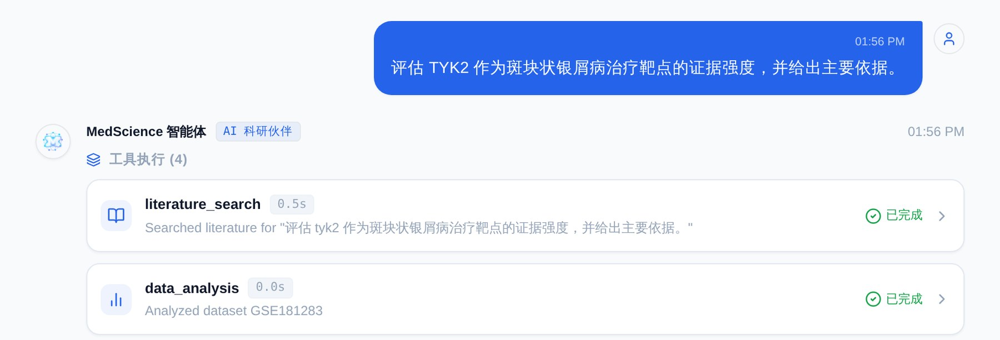 01:56 PM
评估 TYK2 作为斑块状银屑病治疗靶点的证据强度，并给出主要依据。
MedScience 智能体
AI 科研伙伴
01:56 PM
工具执行 (4)
literature_search
0.5s
Searched literature for "评估 tyk2 作为斑块状银屑病治疗靶点的证据强度，并给出主要依据。"
已完成
data_analysis
0.0s
Analyzed dataset GSE181283
已完成